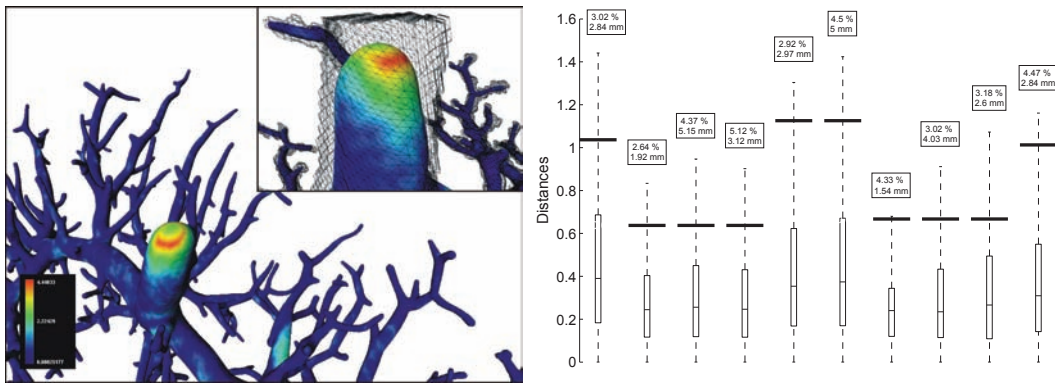 1.6
1.4
1.2
1
0.8
0.6
0.4
0.2
0
Distances
3.02 %
2.84 mm
2.64 %
1.92 mm
4.37 %
5.15 mm
5.12 %
3.12 mm
2.92 %
2.97 mm
4.5 %
5 mm
4.33 %
1.54 mm
3.02 %
4.03 mm
3.18 %
2.6 mm
4.47 %
2.84 mm